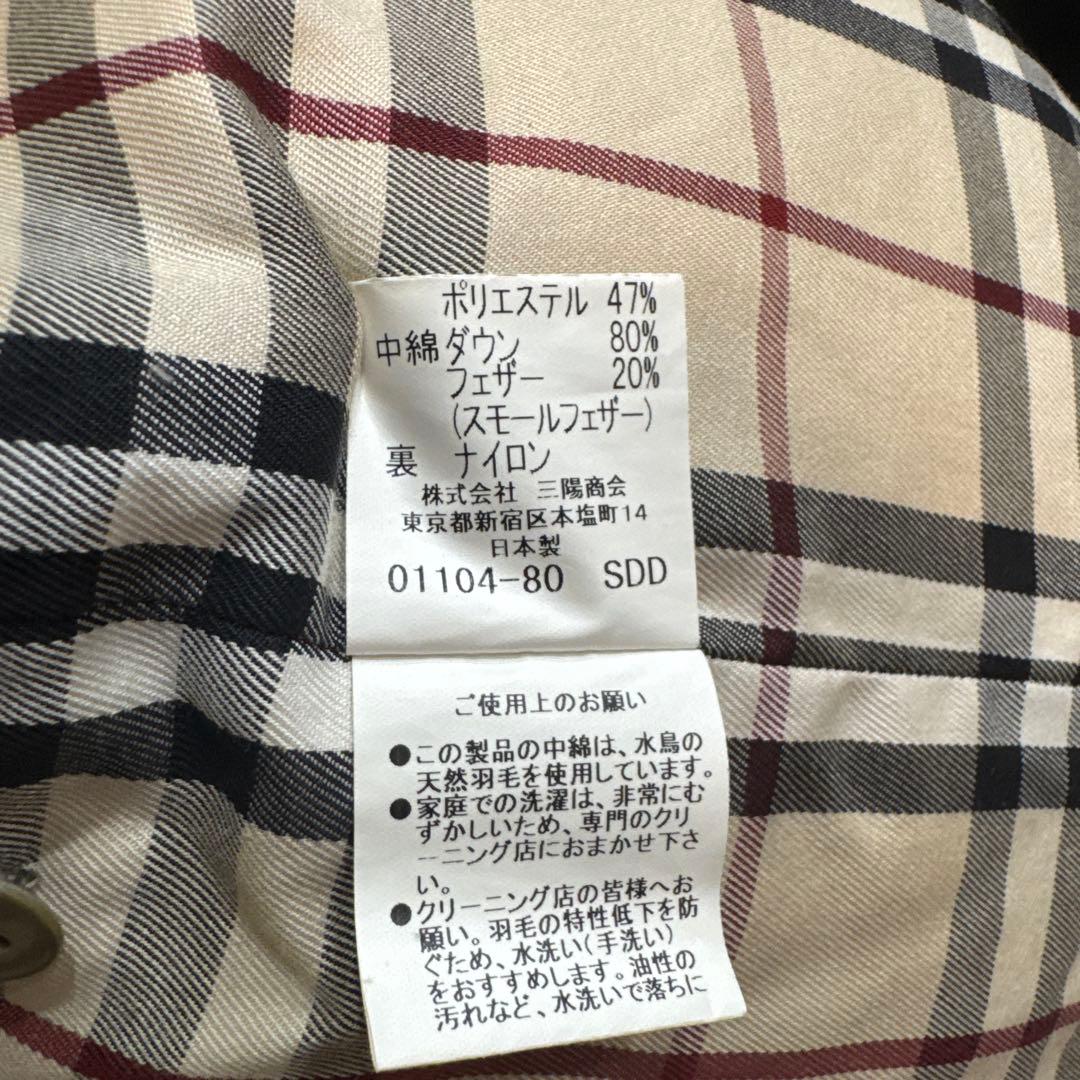 ポリエステル 47%
中綿 ダウン 80%
フェザー 20%
(スモールフェザー)
裏 ナイロン
株式会社 三陽商会
東京都新宿区本塩町14
日本製
01104-80 SDD
ご使用上のお願い
●この製品の中綿は、水鳥の
天然羽毛を使用しています。
●家庭での洗濯は、非常にむ
ずかしいため、専門のクリ
ーニング店におまかせ下さ
い。
●クリーニング店の皆様へお
願い。羽毛の特性低下を防
ぐため、水洗い(手洗い)
をおすすめします。油性の
汚れなど、水洗いで落ちに